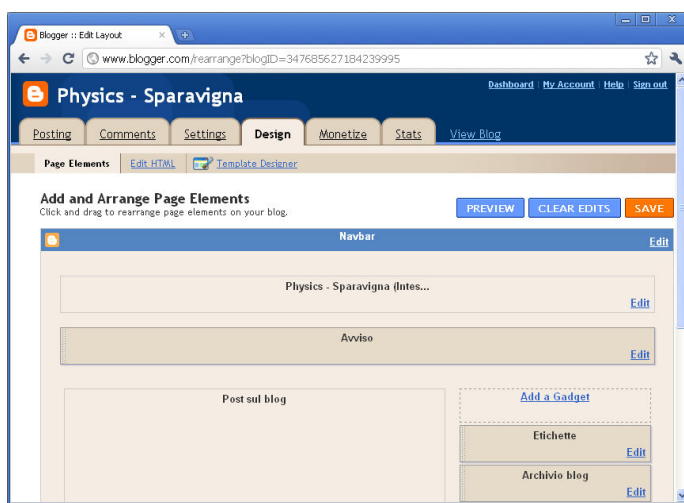 Blogger :: Edit Layout
www.blogger.com/rearrange?blogID=347685627184239995
Dashboard | My Account | Help | Sign out
Physics - Sparavigna
Posting Comments Settings Design Monetize Stats View Blog
Page Elements Edit HTML Template Designer
Add and Arrange Page Elements
Click and drag to rearrange page elements on your blog.
PREVIEW CLEAR EDITS SAVE
Navbar
Edit
Physics - Sparavigna (Intes...
Edit
Avviso
Edit
Post sul blog
Add a Gadget
Etichette
Edit
Archivio blog
Edit